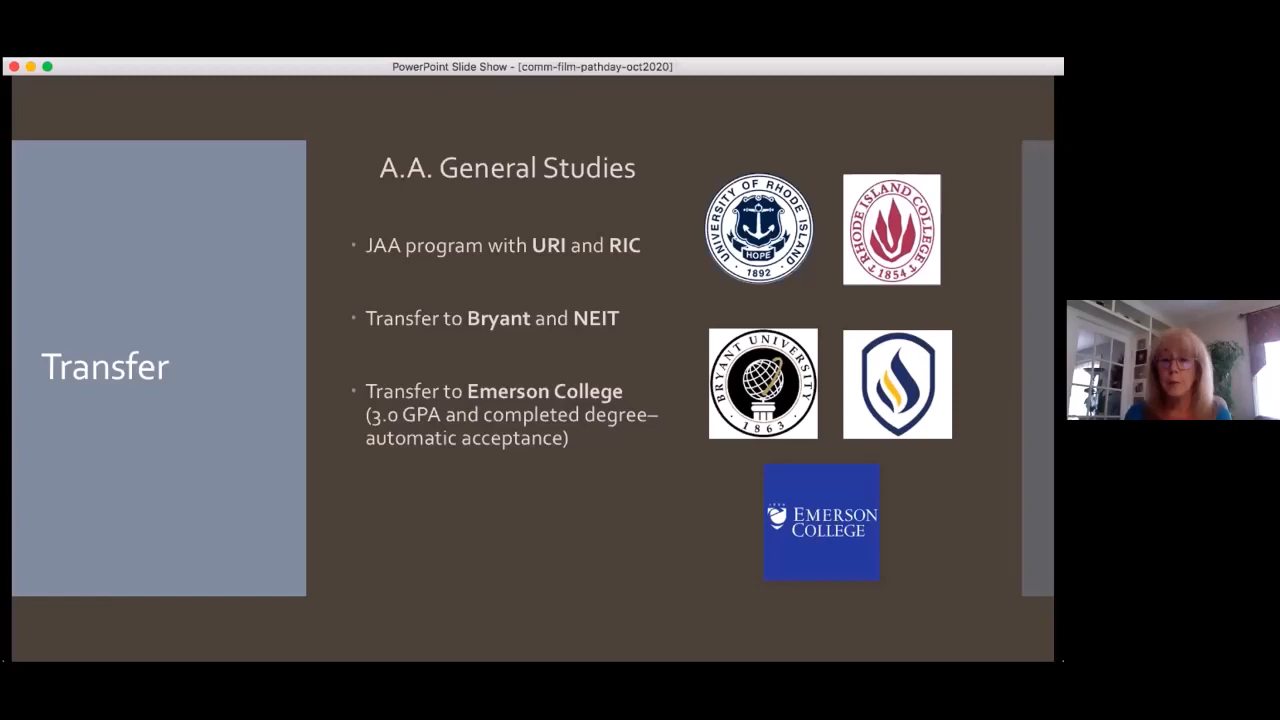 PowerPoint Slide Show - [comm-film-pathday-oct2020]
Transfer
A.A. General Studies
· JAA program with URI and RIC
· Transfer to Bryant and NEIT
· Transfer to Emerson College
(3.0 GPA and completed degree–
automatic acceptance)
UNIVERSITY OF RHODE ISLAND
HOPE
· 1892 ·
RHODE ISLAND COLLEGE
1854
BRYANT UNIVERSITY
· 1863 ·
EMERSON
COLLEGE